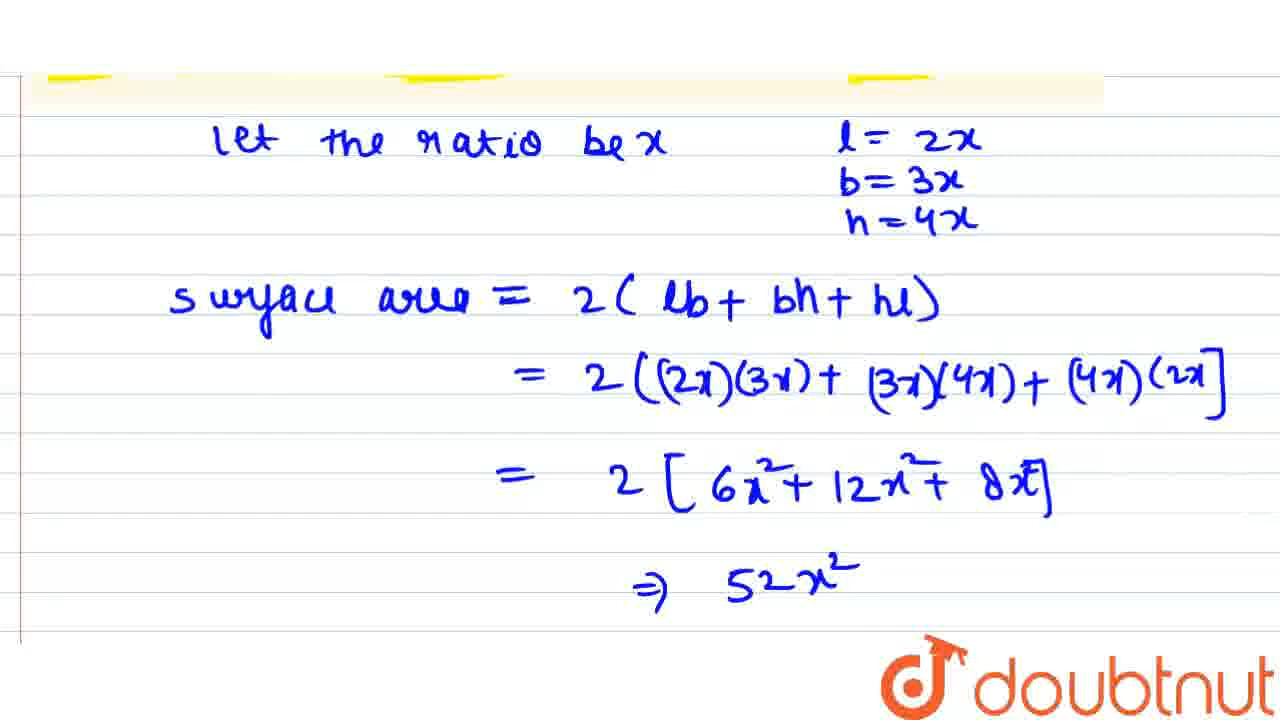 let the ratio be x
l = 2x
b = 3x
h = 4x
surface area = 2 ( lb + bh + hl )
= 2 ( (2x) (3x) + (3x) (4x) + (4x) (2x ]
= 2 [ 6x² + 12x² + 8x² ]
⇒ 52x²
doubtnut